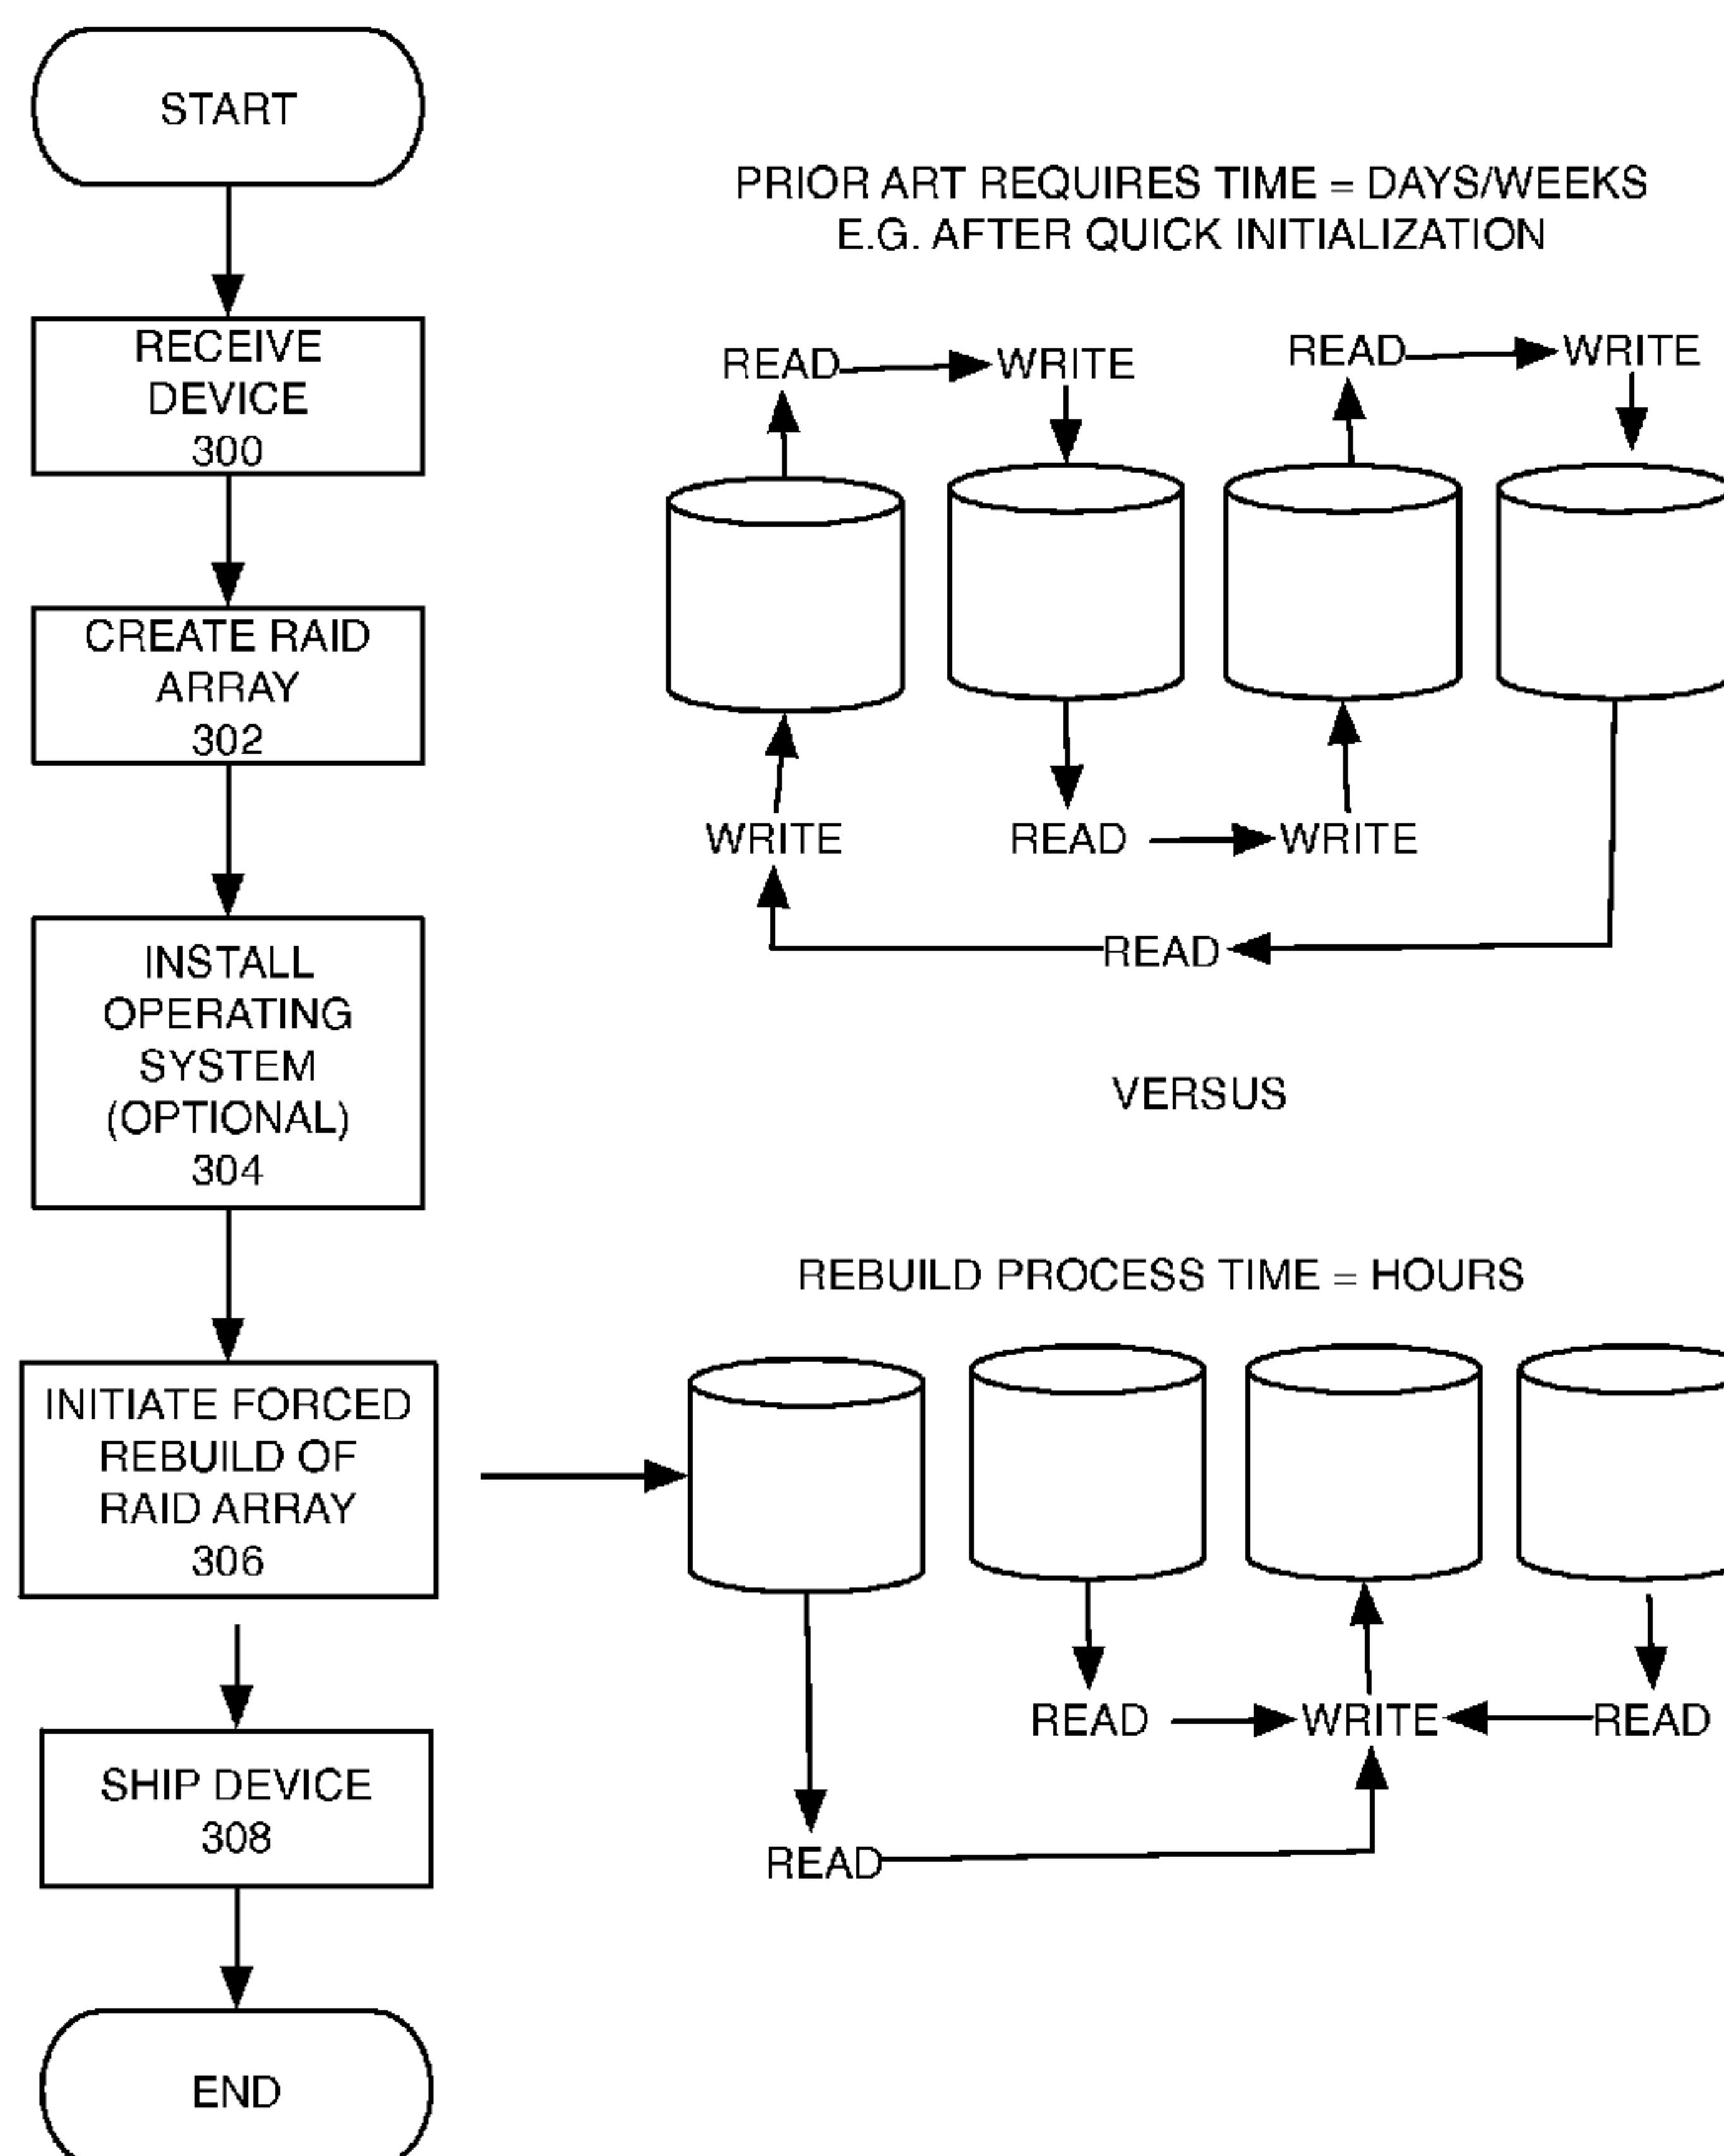 START
RECEIVE
DEVICE
300
CREATE RAID
ARRAY
302
INSTALL
OPERATING
SYSTEM
(OPTIONAL)
304
INITIATE FORCED
REBUILD OF
RAID ARRAY
306
SHIP DEVICE
308
END
PRIOR ART REQUIRES TIME = DAYS/WEEKS
E.G. AFTER QUICK INITIALIZATION
READ WRITE READ WRITE
WRITE READ WRITE
READ
VERSUS
REBUILD PROCESS TIME = HOURS
READ WRITE READ
READ